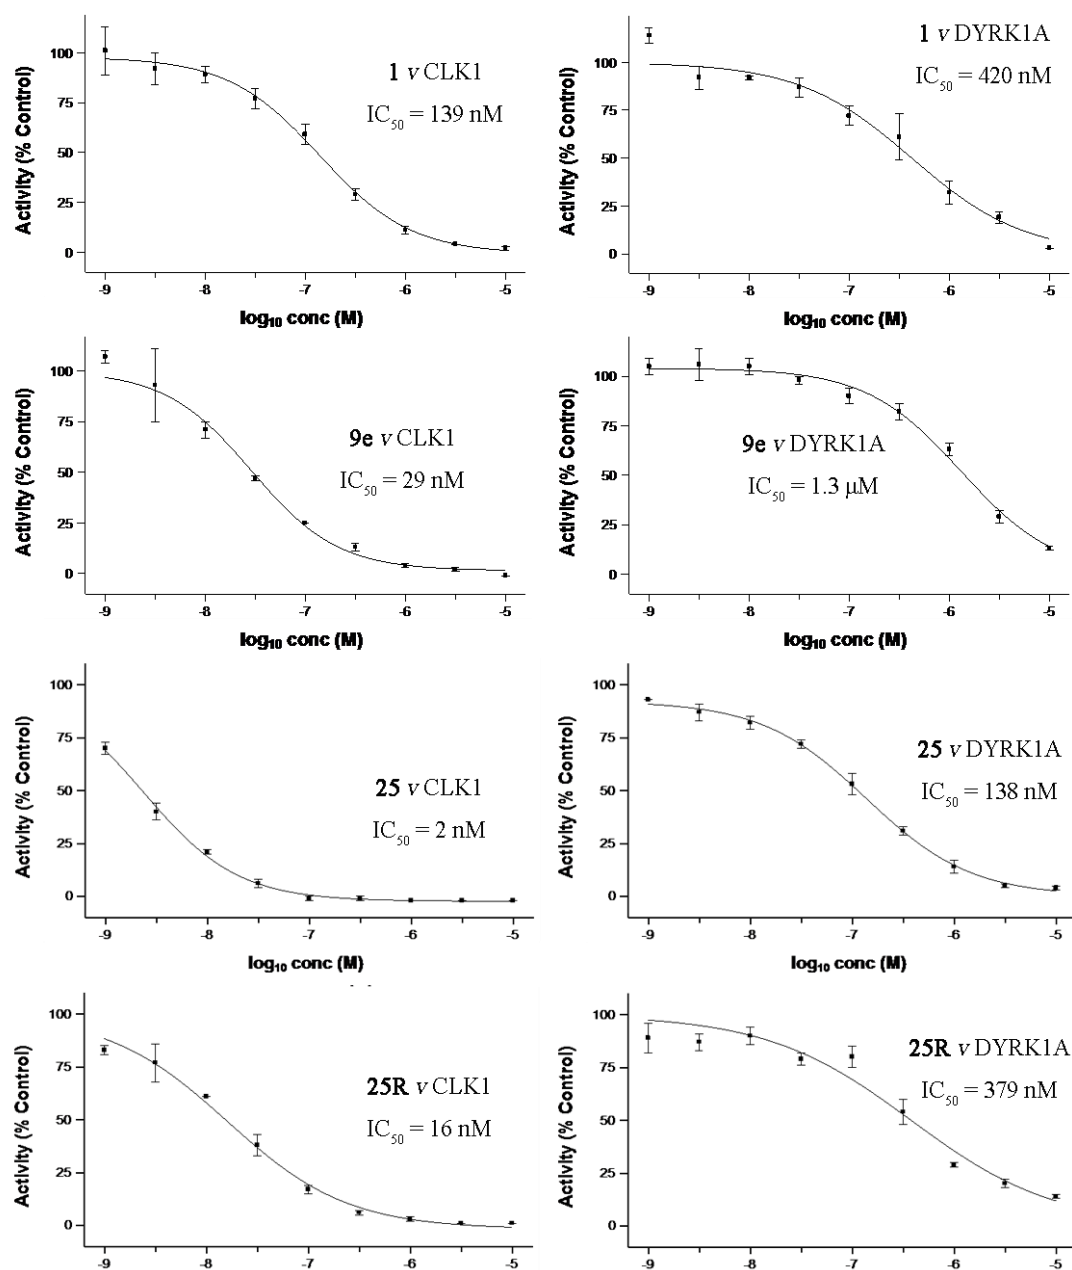 1 v CLK1
IC50 = 139 nM
Activity (% Control)
100
75
50
25
0
-9
-8
-7
-6
-5
log10 conc (M)
1 v DYRK1A
IC50 = 420 nM
Activity (% Control)
100
75
50
25
0
-9
-8
-7
-6
-5
log10 conc (M)
9e v CLK1
IC50 = 29 nM
Activity (% Control)
100
75
50
25
0
-9
-8
-7
-6
-5
log10 conc (M)
9e v DYRK1A
IC50 = 1.3 μM
Activity (% Control)
100
75
50
25
0
-9
-8
-7
-6
-5
log10 conc (M)
25 v CLK1
IC50 = 2 nM
Activity (% Control)
100
75
50
25
0
-9
-8
-7
-6
-5
log10 conc (M)
25 v DYRK1A
IC50 = 138 nM
Activity (% Control)
100
75
50
25
0
-9
-8
-7
-6
-5
log10 conc (M)
25R v CLK1
IC50 = 16 nM
Activity (% Control)
100
75
50
25
0
-9
-8
-7
-6
-5
25R v DYRK1A
IC50 = 379 nM
Activity (% Control)
100
75
50
25
0
-9
-8
-7
-6
-5